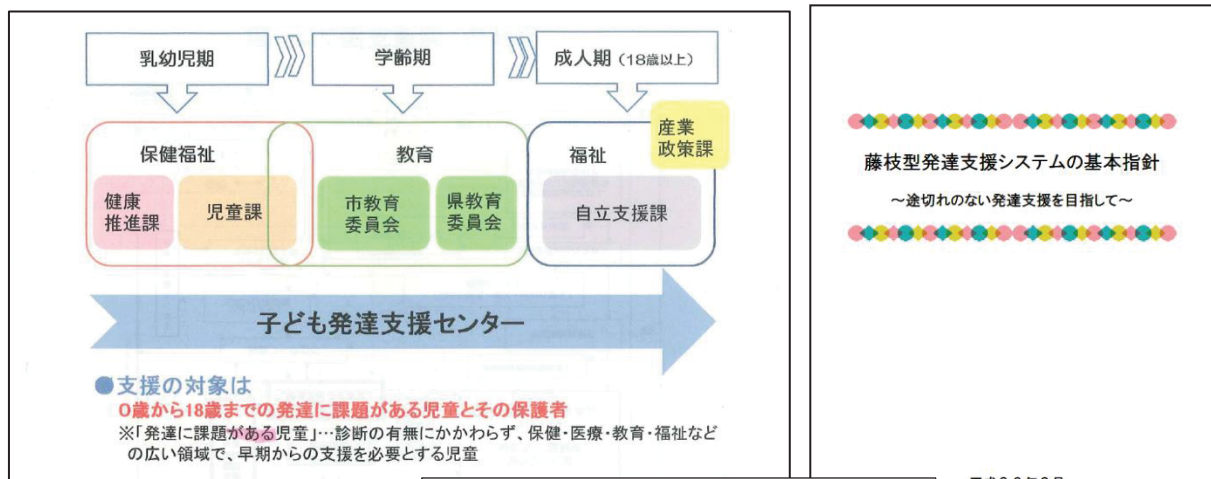 乳幼児期
学齢期
成人期（18歳以上）
保健福祉
教育
福祉
産業
政策課
健康
推進課
児童課
市教育
委員会
県教育
委員会
自立支援課
子ども発達支援センター
●支援の対象は
0歳から18歳までの発達に課題がある児童とその保護者
※「発達に課題がある児童」…診断の有無にかかわらず、保健・医療・教育・福祉など
の広い領域で、早期からの支援を必要とする児童
藤枝型発達支援システムの基本指針
～途切れのない発達支援を目指して～